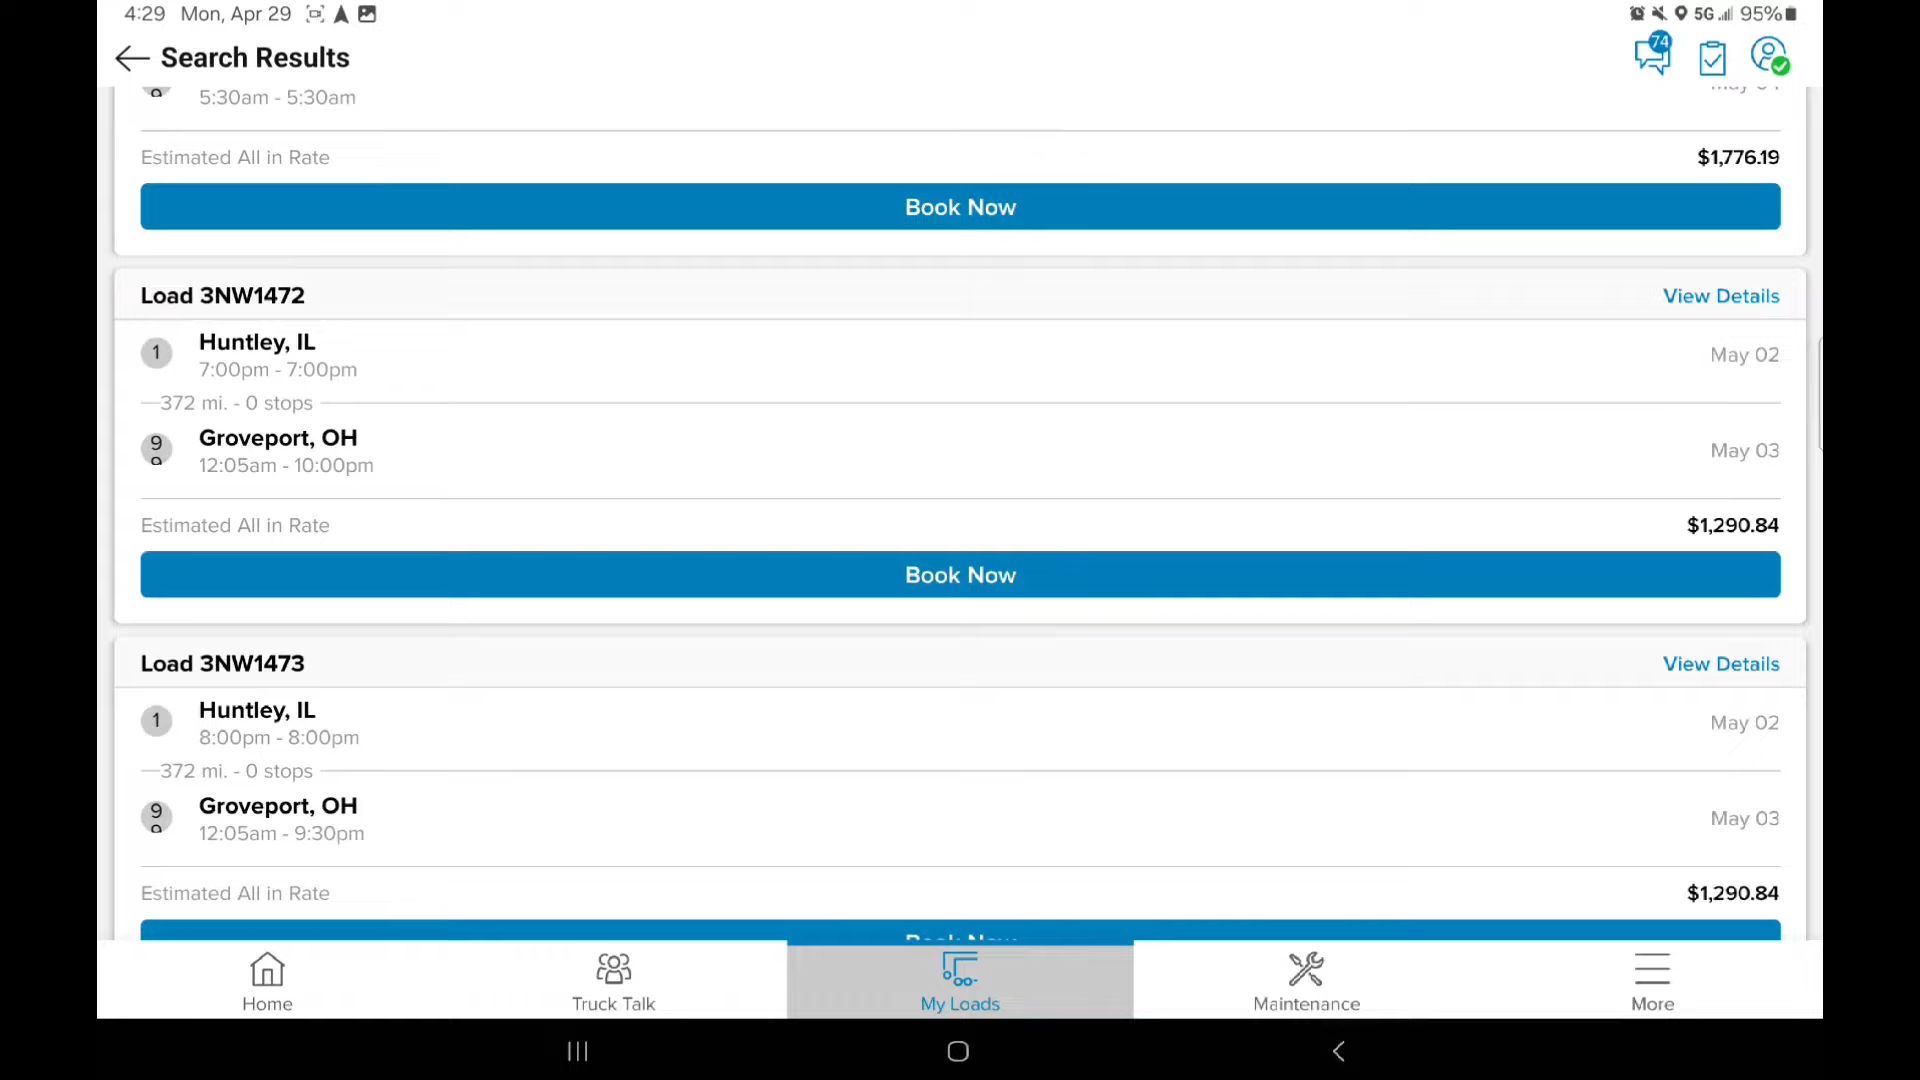 4:29 Mon, Apr 29 5G 95%
Search Results 74
5:30am - 5:30am
Estimated All in Rate $1,776.19
Book Now
Load 3NW1472 View Details
1 Huntley, IL May 02
7:00pm - 7:00pm
372 mi. - 0 stops
99 Groveport, OH May 03
12:05am - 10:00pm
Estimated All in Rate $1,290.84
Book Now
Load 3NW1473 View Details
1 Huntley, IL May 02
8:00pm - 8:00pm
372 mi. - 0 stops
99 Groveport, OH May 03
12:05am - 9:30pm
Estimated All in Rate $1,290.84
Book Now
Home Truck Talk My Loads Maintenance More